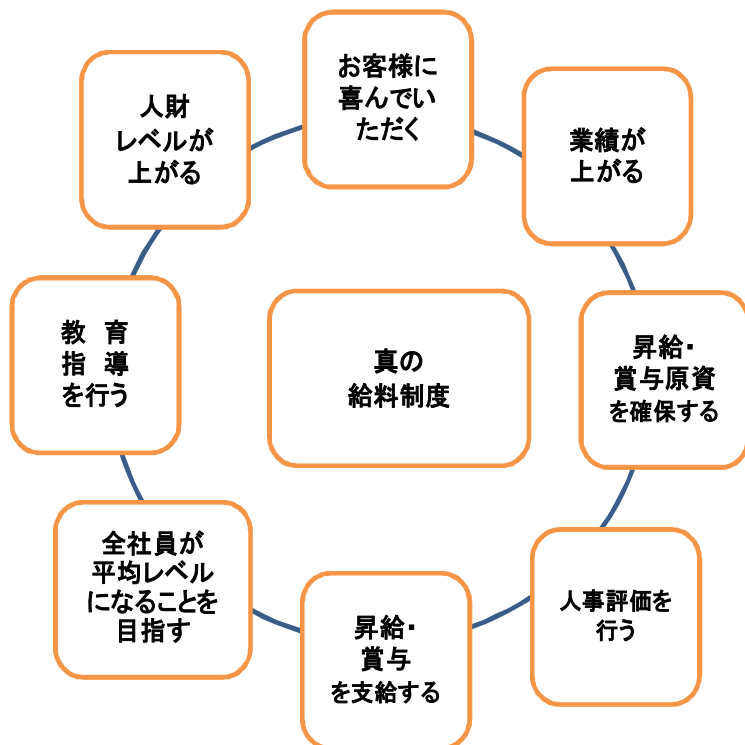 お客様に
喜んでい
ただく
業績が
上がる
昇給・
賞与原資
を確保する
人事評価を
行う
昇給・
賞与
を支給する
全社員が
平均レベル
になることを
目指す
教　育
指　導
を行う
人財
レベルが
上がる
真の
給料制度